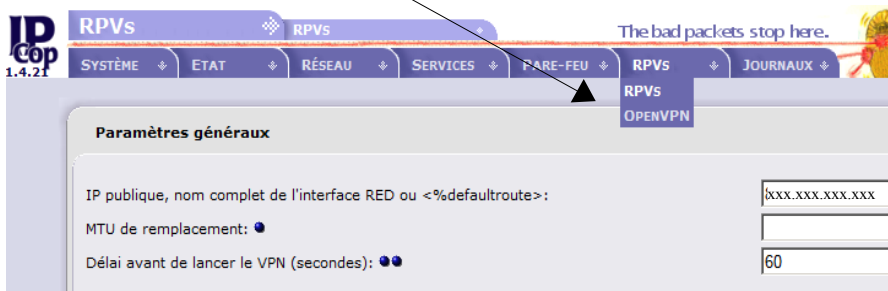 IP
Cop
1.4.21
RPVs RPVs The bad packets stop here.
SYSTÈME ETAT RÉSEAU SERVICES PARE-FEU RPVs JOURNAUX
RPVs
OPENVPN
Paramètres généraux
IP publique, nom complet de l'interface RED ou <%defaultroute>: xxx.xxx.xxx.xxx
MTU de remplacement:
Délai avant de lancer le VPN (secondes): 60